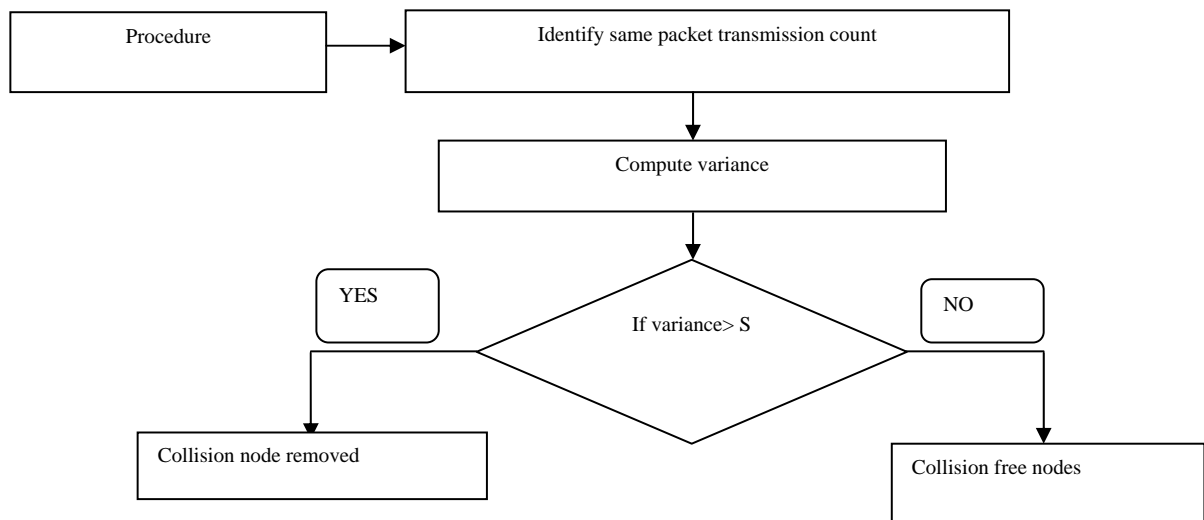 Procedure
Identify same packet transmission count
Compute variance
YES
If variance> S
NO
Collision node removed
Collision free nodes